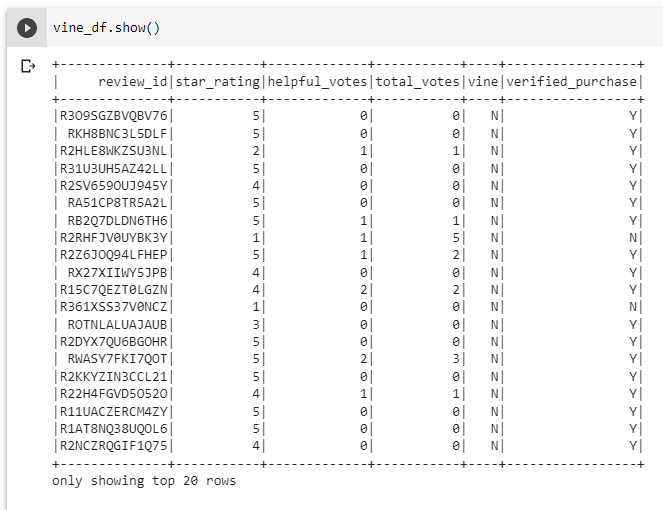 vine_df.show()
+--------------+-----------+-------------+-----------+----+-----------------+
|     review_id|star_rating|helpful_votes|total_votes|vine|verified_purchase|
+--------------+-----------+-------------+-----------+----+-----------------+
|R3O9SGZBVQBV76|          5|            0|          0|   N|                Y|
| RKH8BNC3L5DLF|          5|            0|          0|   N|                Y|
|R2HLE8WKZSU3NL|          2|            1|          1|   N|                Y|
|R31U3UH5AZ42LL|          5|            0|          0|   N|                Y|
|R2SV659OUJ945Y|          4|            0|          0|   N|                Y|
| RA51CP8TR5A2L|          5|            0|          0|   N|                Y|
| RB2Q7DLDN6TH6|          5|            1|          1|   N|                Y|
|R2RHFJV0UYBK3Y|          1|            1|          5|   N|                N|
|R2Z6JOQ94LFHEP|          5|            1|          2|   N|                Y|
| RX27XIIWY5JPB|          4|            0|          0|   N|                Y|
|R15C7QEZT0LGZN|          4|            2|          2|   N|                Y|
|R361XSS37V0NCZ|          1|            0|          0|   N|                N|
| ROTNLALUAJAUB|          3|            0|          0|   N|                Y|
|R2DYX7QU6BGOHR|          5|            0|          0|   N|                Y|
| RWASY7FKI7QOT|          5|            2|          3|   N|                Y|
|R2KKYZIN3CCL21|          5|            0|          0|   N|                Y|
|R22H4FGVD5O52O|          4|            1|          1|   N|                Y|
|R11UACZERCM4ZY|          5|            0|          0|   N|                Y|
|R1AT8NQ38UQOL6|          5|            0|          0|   N|                Y|
|R2NCZRQGIF1Q75|          4|            0|          0|   N|                Y|
+--------------+-----------+-------------+-----------+----+-----------------+
only showing top 20 rows